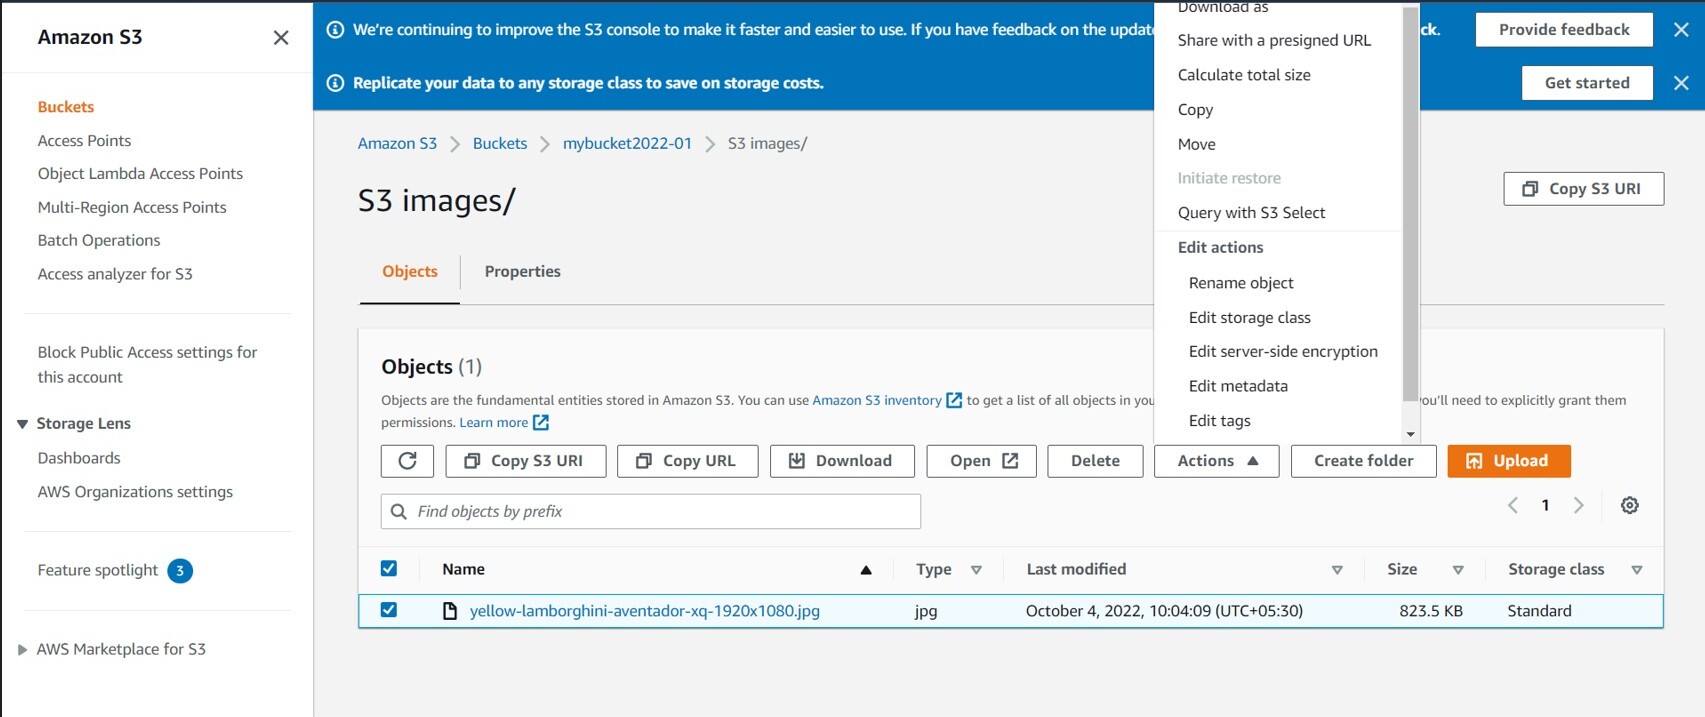 Amazon S3
Buckets
Access Points
Object Lambda Access Points
Multi-Region Access Points
Batch Operations
Access analyzer for S3
Block Public Access settings for
this account
Storage Lens
Dashboards
AWS Organizations settings
Feature spotlight 3
AWS Marketplace for S3
We're continuing to improve the S3 console to make it faster and easier to use. If you have feedback on the update
ck.
Provide feedback
Replicate your data to any storage class to save on storage costs.
Get started
Amazon S3 Buckets mybucket2022-01 S3 images/
S3 images/
Copy S3 URI
Objects Properties
Download as
Share with a presigned URL
Calculate total size
Copy
Move
Initiate restore
Query with S3 Select
Edit actions
Rename object
Edit storage class
Edit server-side encryption
Edit metadata
Edit tags
Objects (1)
Objects are the fundamental entities stored in Amazon S3. You can use Amazon S3 inventory to get a list of all objects in you
ou'll need to explicitly grant them
permissions. Learn more
Copy S3 URI Copy URL Download Open Delete Actions Create folder Upload
Find objects by prefix
1
Name Type Last modified Size Storage class
yellow-lamborghini-aventador-xq-1920x1080.jpg jpg October 4, 2022, 10:04:09 (UTC+05:30) 823.5 KB Standard